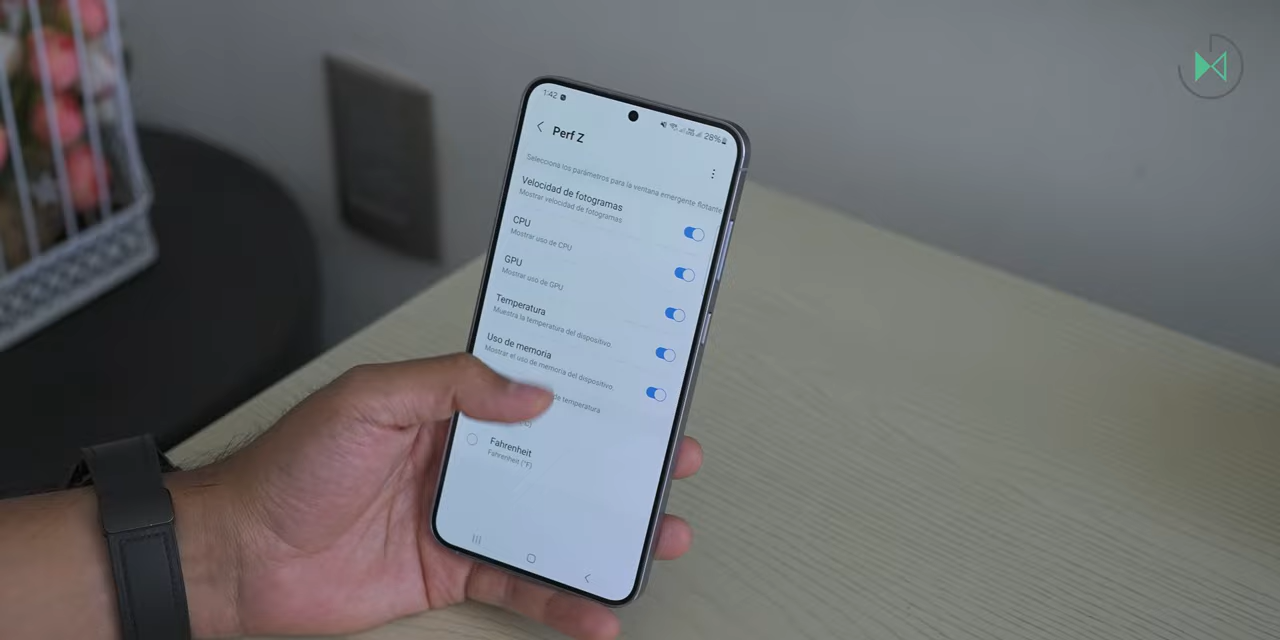 1:42
28%
Perf Z
Selecciona los parámetros para la ventana emergente flotante
Velocidad de fotogramas
Mostrar velocidad de fotogramas
CPU
Mostrar uso de CPU
GPU
Mostrar uso de GPU
Temperatura
Muestra la temperatura del dispositivo.
Uso de memoria
Mostrar el uso de memoria del dispositivo.
de temperatura
Fahrenheit
Fahrenheit (°F)